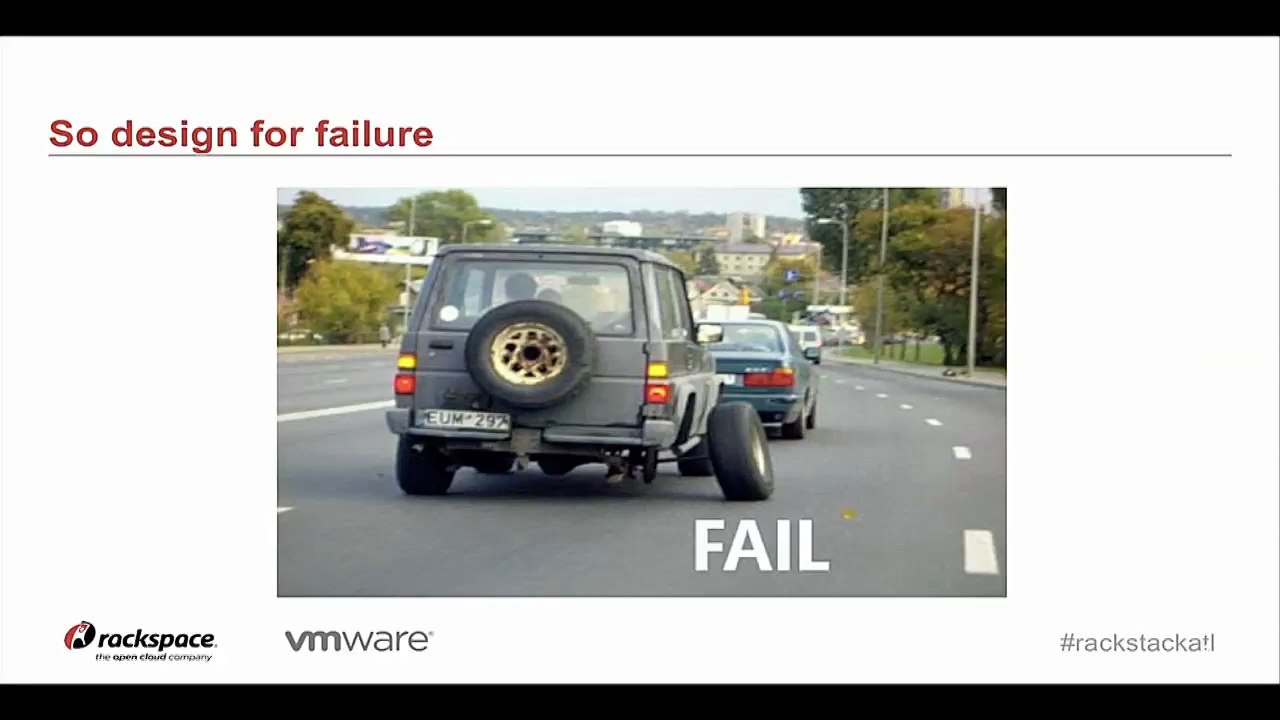 So design for failure
EUM*292
FAIL
rackspace.
the open cloud company
vmware®
#rackstackatl